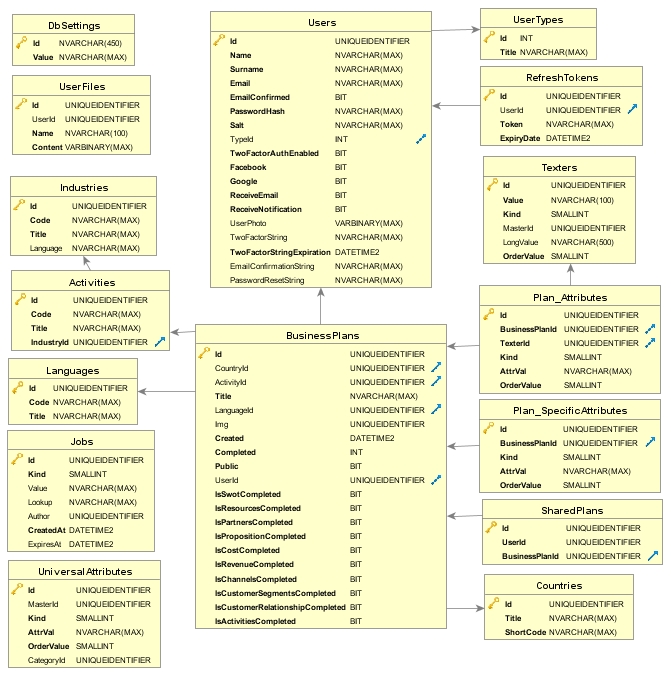 DbSettings
Id NVARCHAR(450)
Value NVARCHAR(MAX)
UserFiles
Id UNIQUEIDENTIFIER
UserId UNIQUEIDENTIFIER
Name NVARCHAR(100)
Content VARBINARY(MAX)
Industries
Id UNIQUEIDENTIFIER
Code NVARCHAR(MAX)
Title NVARCHAR(MAX)
Language NVARCHAR(MAX)
Activities
Id UNIQUEIDENTIFIER
Code NVARCHAR(MAX)
Title NVARCHAR(MAX)
IndustryId UNIQUEIDENTIFIER
Languages
Id UNIQUEIDENTIFIER
Code NVARCHAR(MAX)
Title NVARCHAR(MAX)
Jobs
Id UNIQUEIDENTIFIER
Kind SMALLINT
Value NVARCHAR(MAX)
Lookup NVARCHAR(MAX)
Author UNIQUEIDENTIFIER
CreatedAt DATETIME2
ExpiresAt DATETIME2
UniversalAttributes
Id UNIQUEIDENTIFIER
MasterId UNIQUEIDENTIFIER
Kind SMALLINT
AttrVal NVARCHAR(MAX)
OrderValue SMALLINT
CategoryId UNIQUEIDENTIFIER
Users
Id UNIQUEIDENTIFIER
Name NVARCHAR(MAX)
Surname NVARCHAR(MAX)
Email NVARCHAR(MAX)
EmailConfirmed BIT
PasswordHash NVARCHAR(MAX)
Salt NVARCHAR(MAX)
TypeId INT
TwoFactorAuthEnabled BIT
Facebook BIT
Google BIT
ReceiveEmail BIT
ReceiveNotification BIT
UserPhoto VARBINARY(MAX)
TwoFactorString NVARCHAR(MAX)
TwoFactorStringExpiration DATETIME2
EmailConfirmationString NVARCHAR(MAX)
PasswordResetString NVARCHAR(MAX)
BusinessPlans
Id UNIQUEIDENTIFIER
CountryId UNIQUEIDENTIFIER
ActivityId UNIQUEIDENTIFIER
Title NVARCHAR(MAX)
LanguageId UNIQUEIDENTIFIER
Img UNIQUEIDENTIFIER
Created DATETIME2
Completed INT
Public BIT
UserId UNIQUEIDENTIFIER
IsSwotCompleted BIT
IsResourcesCompleted BIT
IsPartnersCompleted BIT
IsPropositionCompleted BIT
IsCostCompleted BIT
IsRevenueCompleted BIT
IsChannelsCompleted BIT
IsCustomerSegmentsCompleted BIT
IsCustomerRelationshipCompleted BIT
IsActivitiesCompleted BIT
UserTypes
Id INT
Title NVARCHAR(MAX)
RefreshTokens
Id UNIQUEIDENTIFIER
UserId UNIQUEIDENTIFIER
Token NVARCHAR(MAX)
ExpiryDate DATETIME2
Texters
Id UNIQUEIDENTIFIER
Value NVARCHAR(100)
Kind SMALLINT
MasterId UNIQUEIDENTIFIER
LongValue NVARCHAR(500)
OrderValue SMALLINT
Plan_Attributes
Id UNIQUEIDENTIFIER
BusinessPlanId UNIQUEIDENTIFIER
TexterId UNIQUEIDENTIFIER
Kind SMALLINT
AttrVal NVARCHAR(MAX)
OrderValue SMALLINT
Plan_SpecificAttributes
Id UNIQUEIDENTIFIER
BusinessPlanId UNIQUEIDENTIFIER
Kind SMALLINT
AttrVal NVARCHAR(MAX)
OrderValue SMALLINT
SharedPlans
Id UNIQUEIDENTIFIER
UserId UNIQUEIDENTIFIER
BusinessPlanId UNIQUEIDENTIFIER
Countries
Id UNIQUEIDENTIFIER
Title NVARCHAR(MAX)
ShortCode NVARCHAR(MAX)